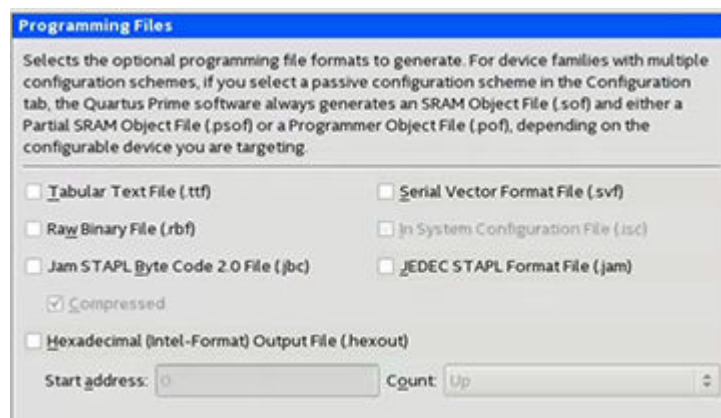 Programming Files
Selects the optional programming file formats to generate. For device families with multiple
configuration schemes, if you select a passive configuration scheme in the Configuration
tab, the Quartus Prime software always generates an SRAM Object File (.sof) and either a
Partial SRAM Object File (.psof) or a Programmer Object File (.pof), depending on the
configurable device you are targeting.
Tabular Text File (.ttf) Serial Vector Format File (.svf)
Raw Binary File (.rbf) In System Configuration File (.isc)
Jam STAPL Byte Code 2.0 File (.jbc) JEDEC STAPL Format File (.jam)
Compressed
Hexadecimal (Intel-Format) Output File (.hexout)
Start address: 0 Count: Up